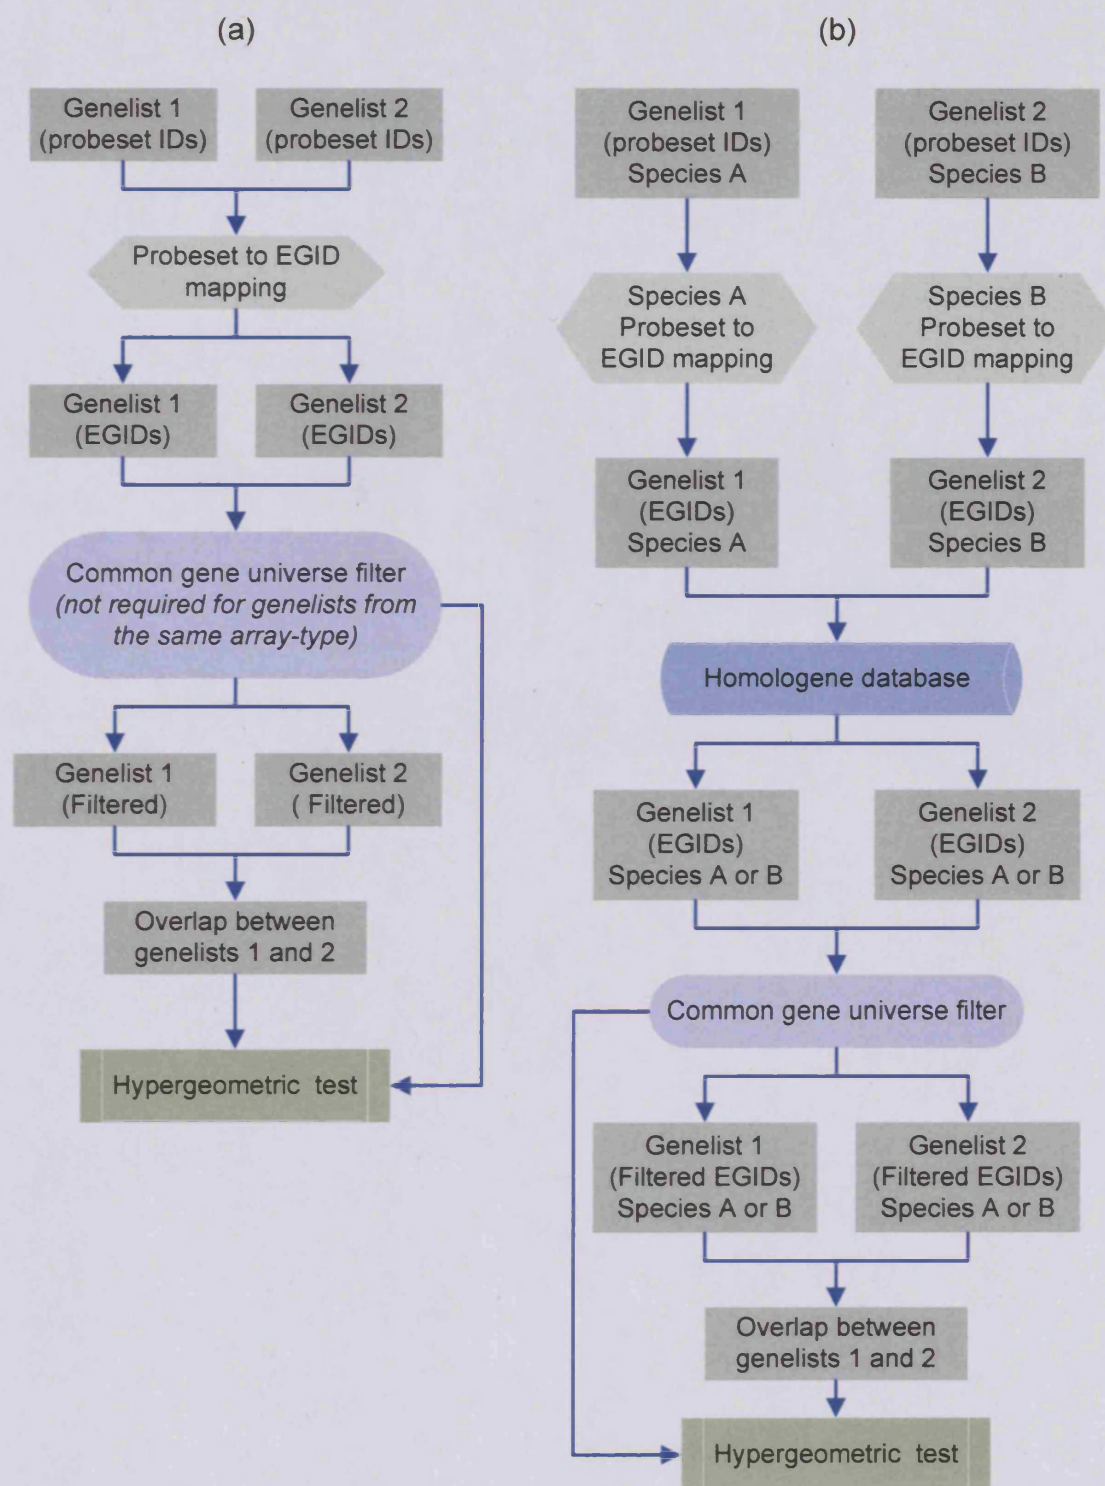 (a)
Genelist 1
(probeset IDs)
Genelist 2
(probeset IDs)
Probeset to EGID
mapping
Genelist 1
(EGIDs)
Genelist 2
(EGIDs)
Common gene universe filter
(not required for genelists from
the same array-type)
Genelist 1
(Filtered)
Genelist 2
( Filtered)
Overlap between
genelists 1 and 2
Hypergeometric test
(b)
Genelist 1
(probeset IDs)
Species A
Genelist 2
(probeset IDs)
Species B
Species A
Probeset to
EGID mapping
Species B
Probeset to
EGID mapping
Genelist 1
(EGIDs)
Species A
Genelist 2
(EGIDs)
Species B
Homologene database
Genelist 1
(EGIDs)
Species A or B
Genelist 2
(EGIDs)
Species A or B
Common gene universe filter
Genelist 1
(Filtered EGIDs)
Species A or B
Genelist 2
(Filtered EGIDs)
Species A or B
Overlap between
genelists 1 and 2
Hypergeometric test